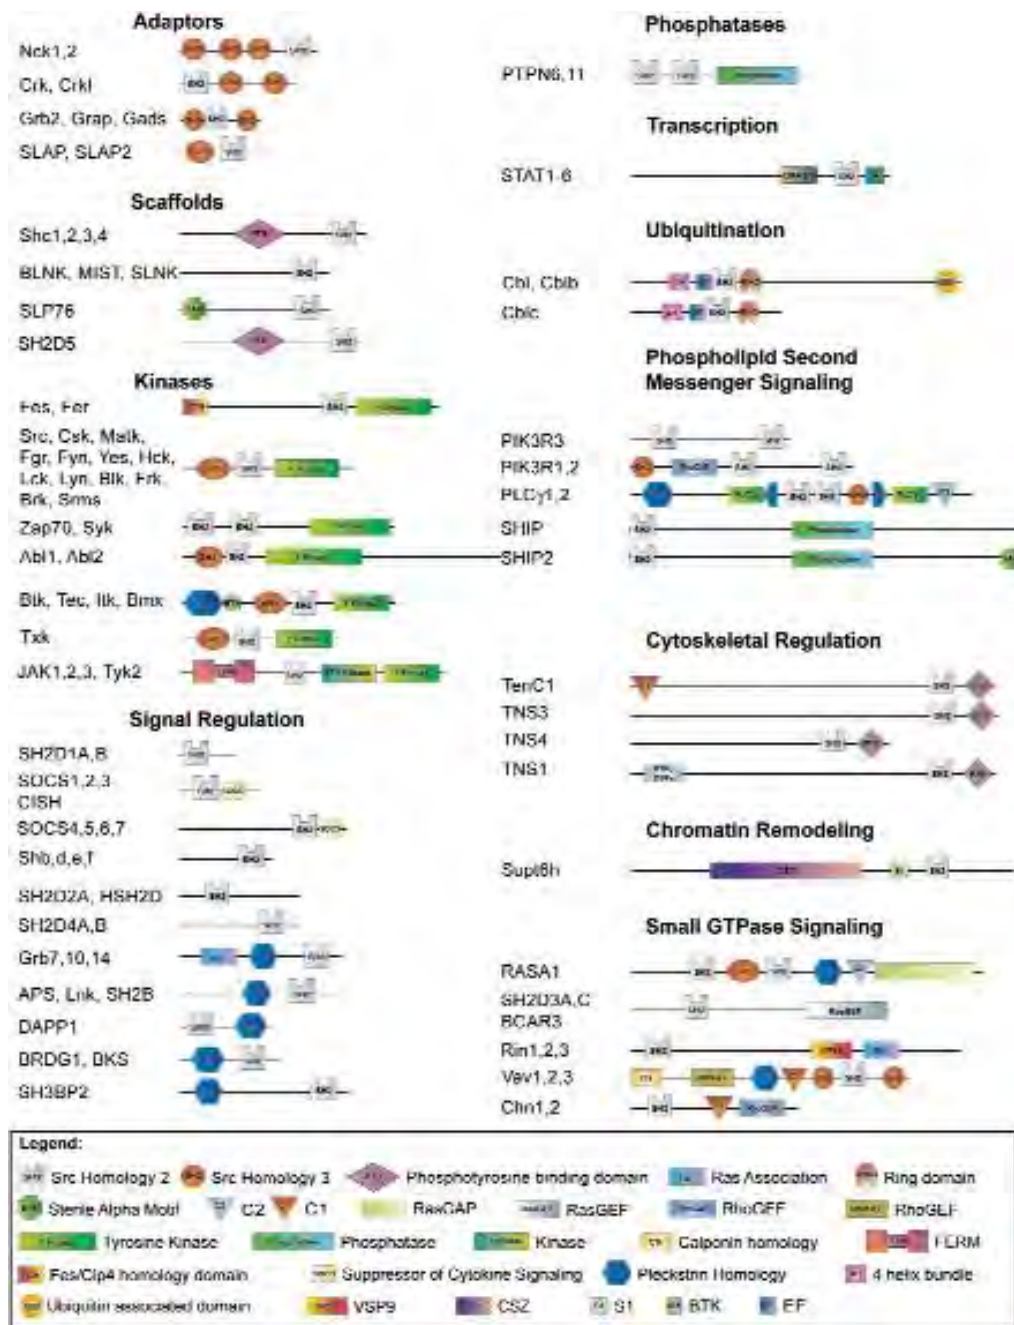 Adaptors
Nck1,2
Crk, Crkl
Grb2, Grap, Gads
SLAP, SLAP2
Scaffolds
Shc1,2,3,4
BLNK, MIST, SLNK
SLP76
SH2D5
Kinases
Fes, Fer
Src, Csk, Matk,
Fgr, Fyn, Yes, Hck,
Lck, Lyn, Blk, Frk,
Brk, Srms
Zap70, Syk
Abl1, Abl2
Btk, Tec, Itk, Bmx
Txk
JAK1,2,3, Tyk2
Signal Regulation
SH2D1A,B
SOCS1,2,3
CISH
SOCS4,5,6,7
Shb,d,e,f
SH2D2A, HSH2D
SH2D4A,B
Grb7,10,14
APS, Lnk, SH2B
DAPP1
BRDG1, BKS
SH3BP2
Phosphatases
PTPN6,11
Transcription
STAT1-6
Ubiquitination
Cbl, Cblb
Cblc
Phospholipid Second
Messenger Signaling
PIK3R3
PIK3R1,2
PLCγ1,2
SHIP
SHIP2
Cytoskeletal Regulation
TenC1
TNS3
TNS4
TNS1
Chromatin Remodeling
Supt6h
Small GTPase Signaling
RASA1
SH2D3A,C
BCAR3
Rin1,2,3
Vav1,2,3
Chn1,2
Legend:
Src Homology 2 Src Homology 3 Phosphotyrosine binding domain Ras Association Ring domain
Sterile Alpha Motif C2 C1 RasGAP RasGEF RhoGEF RhoGEF
Tyrosine Kinase Phosphatase Kinase Calponin homology FERM
Fes/Cip4 homology domain Suppressor of Cytokine Signaling Pleckstrin Homology 4 helix bundle
Ubiquitin associated domain VSP9 CSZ S1 BTK EF